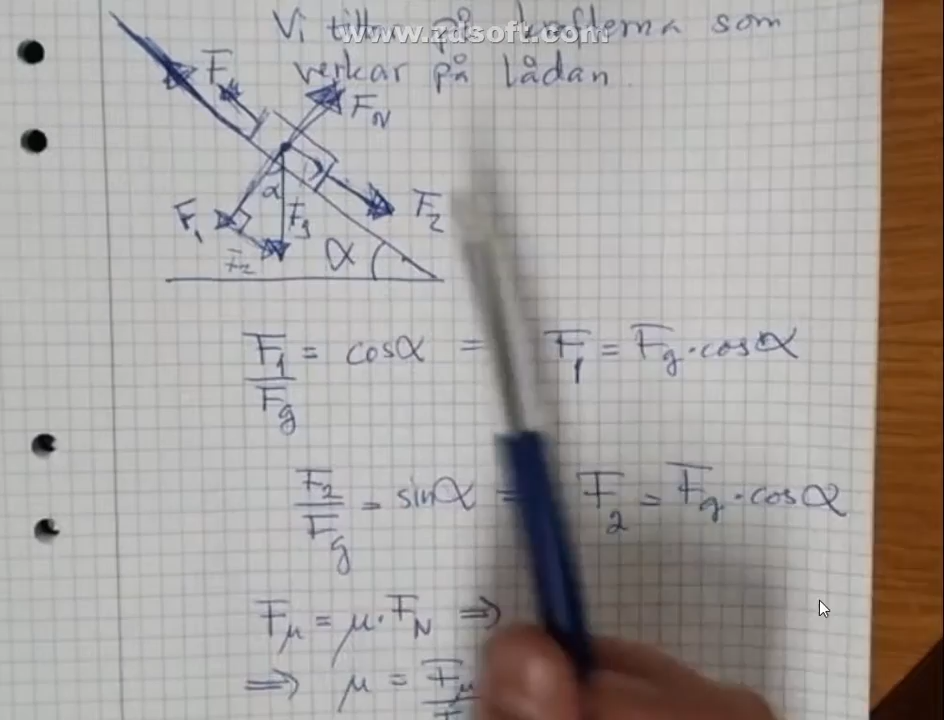 Vi tittar på krafterna som
www.zdsoft.com
verkar på lådan.
F_N
F_2
F_1
α
F_g
F_2
α
F_1/F_g = cosα = F_1 = F_g · cosα
F_2/F_g = sinα = F_2 = F_g · cosα
F_μ = μ · F_N ⇒
⇒ μ = F_μ